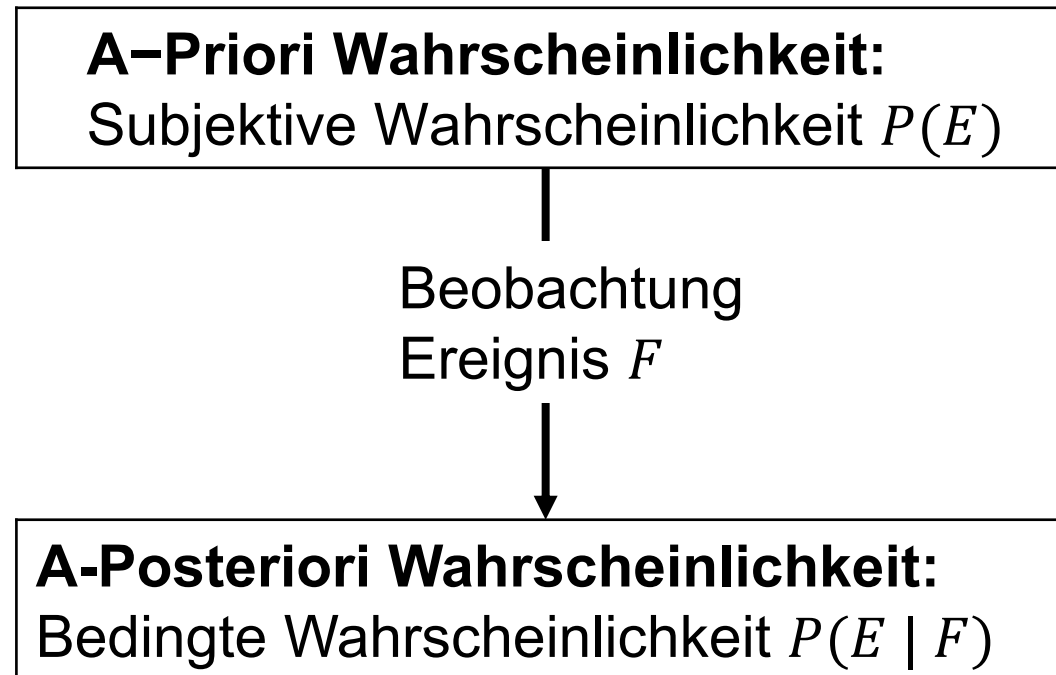 A−Priori Wahrscheinlichkeit:
Subjektive Wahrscheinlichkeit P(E)
Beobachtung
Ereignis F
A-Posteriori Wahrscheinlichkeit:
Bedingte Wahrscheinlichkeit P(E | F)